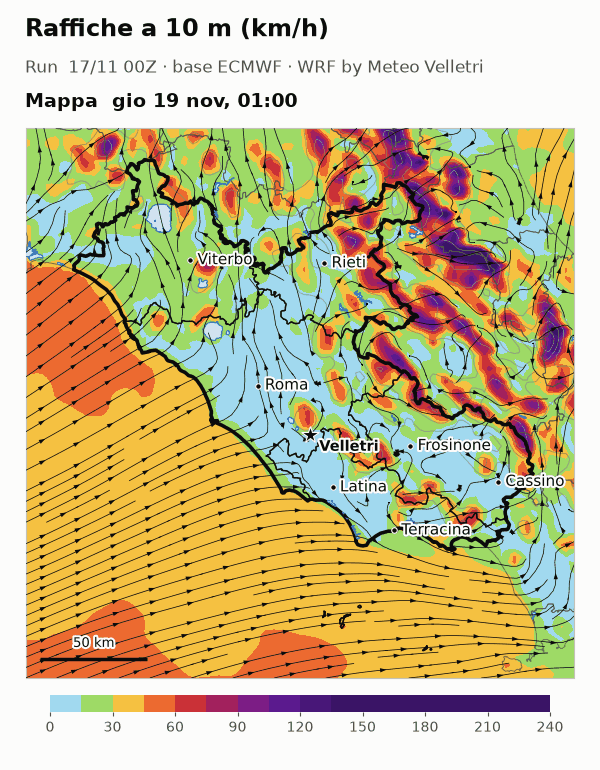 Raffiche a 10 m (km/h)
Run  17/11 00Z · base ECMWF · WRF by Meteo Velletri
Mappa  gio 19 nov, 01:00
Viterbo
Rieti
Roma
Velletri
Frosinone
Cassino
Latina
Terracina
50 km
0 30 60 90 120 150 180 210 240